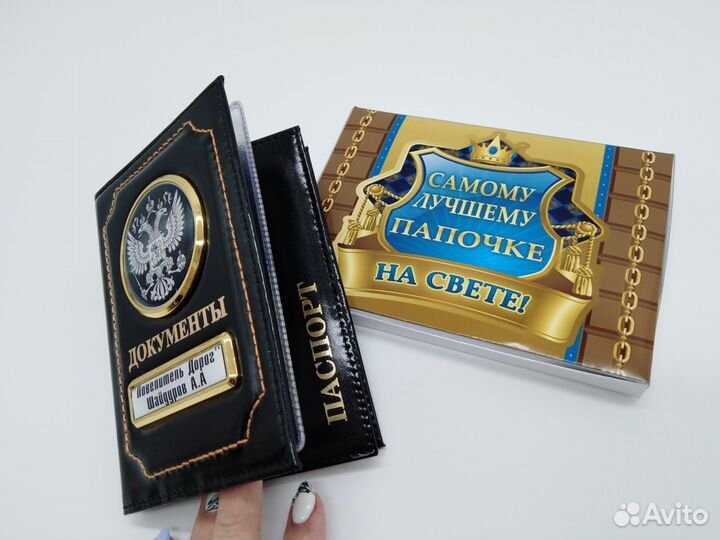 ДОКУМЕНТЫ
"Повелитель Дорог"
Шайдуров А.А
ПАСПОРТ
САМОМУ
ЛУЧШЕМУ
ПАПОЧКЕ
НА СВЕТЕ!
Avito